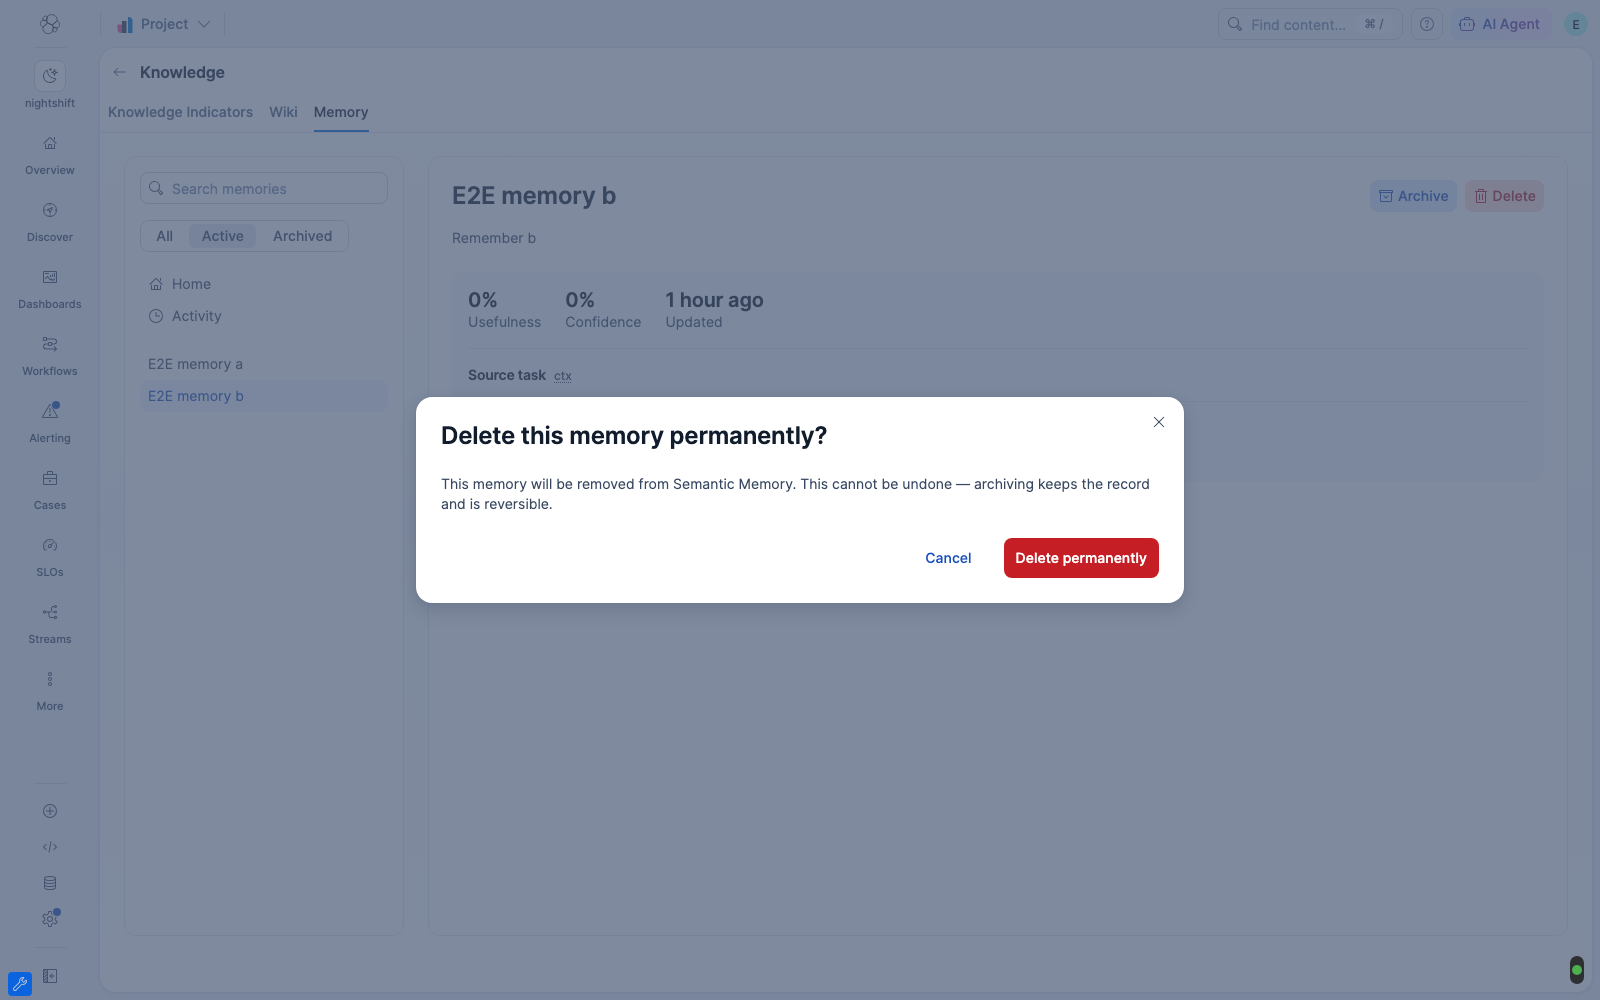 Project
Find content...
⌘ /
AI Agent
E
nightshift
Overview
Discover
Dashboards
Workflows
Alerting
Cases
SLOs
Streams
More
Knowledge
Knowledge Indicators
Wiki
Memory
Search memories
All
Active
Archived
Home
Activity
E2E memory a
E2E memory b
E2E memory b
Archive
Delete
Remember b
0%
Usefulness
0%
Confidence
1 hour ago
Updated
Source task ctx
Delete this memory permanently?
This memory will be removed from Semantic Memory. This cannot be undone — archiving keeps the record
and is reversible.
Cancel
Delete permanently